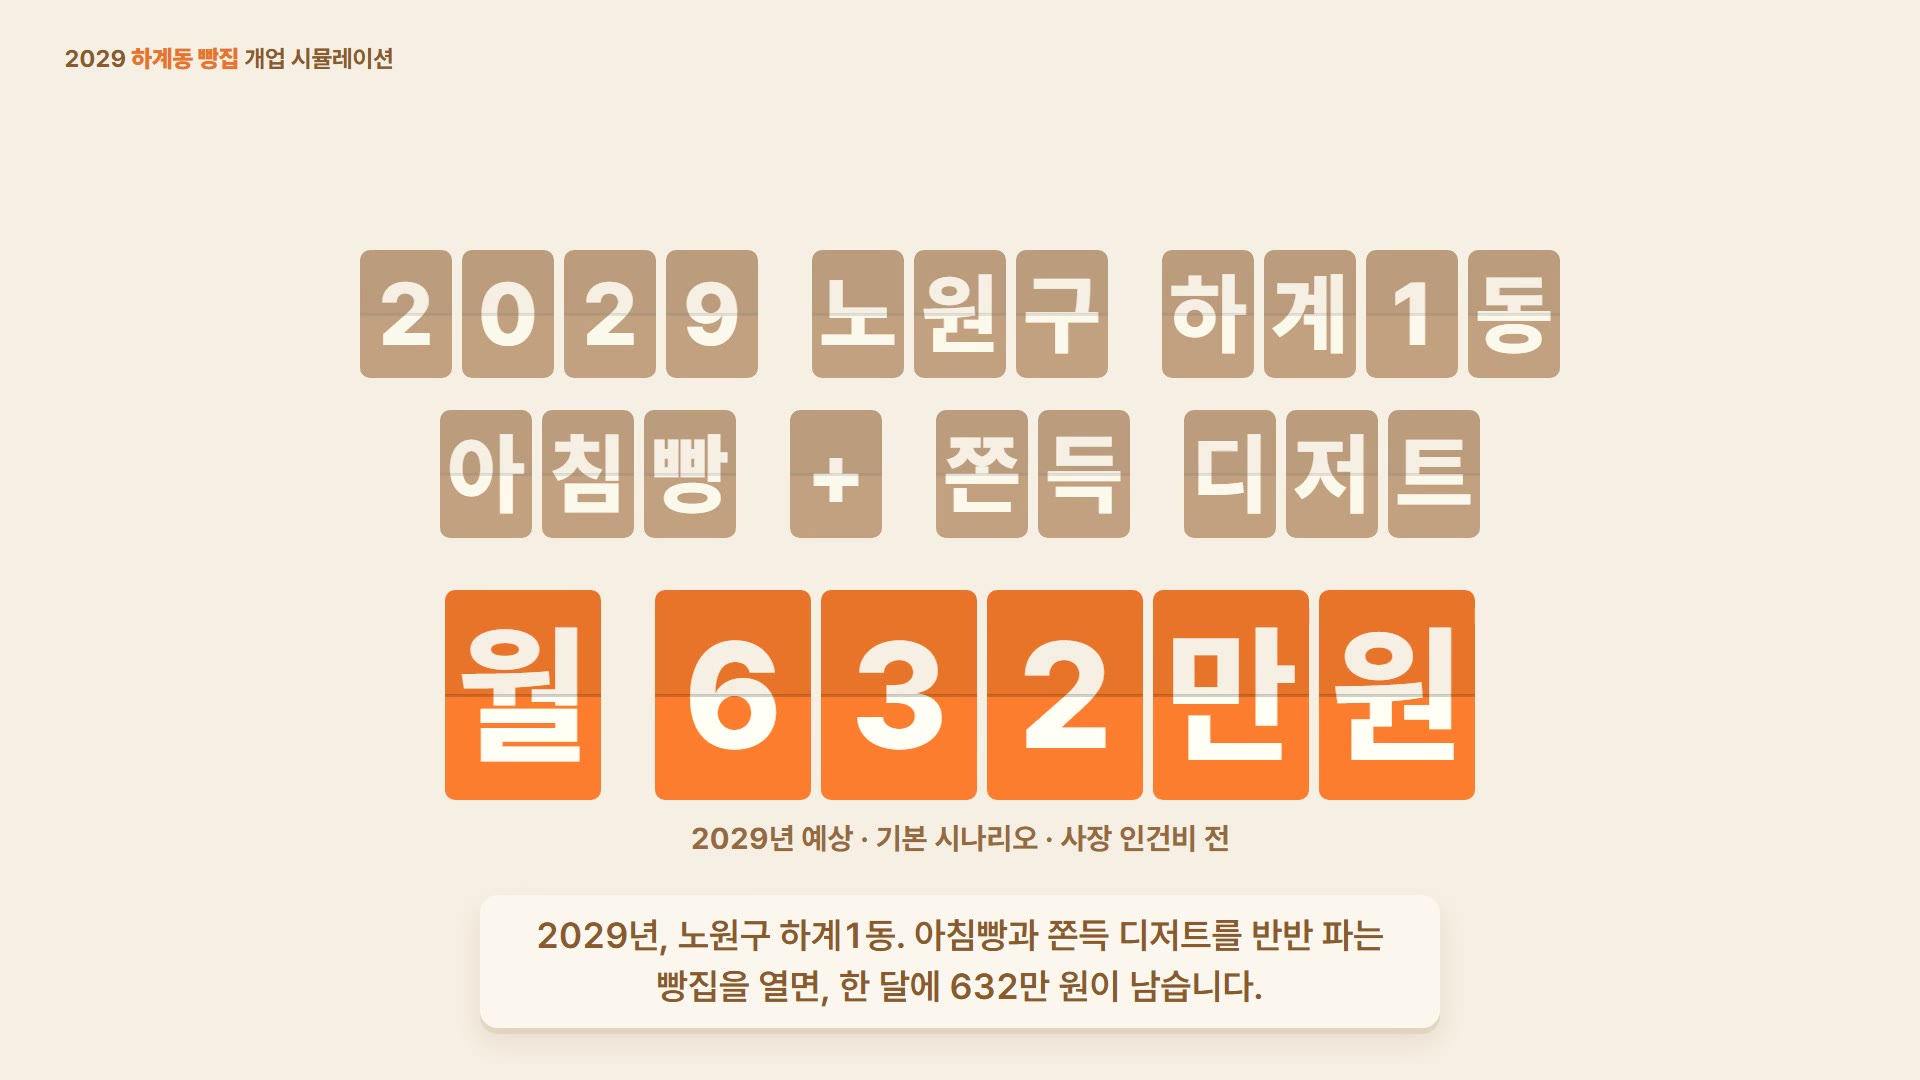 2029 하계동 빵집 개업 시뮬레이션
2029 노원구 하계1동
아침빵 + 쫀득 디저트
월 632만원
2029년 예상 · 기본 시나리오 · 사장 인건비 전
2029년, 노원구 하계1동. 아침빵과 쫀득 디저트를 반반 파는
빵집을 열면, 한 달에 632만 원이 남습니다.